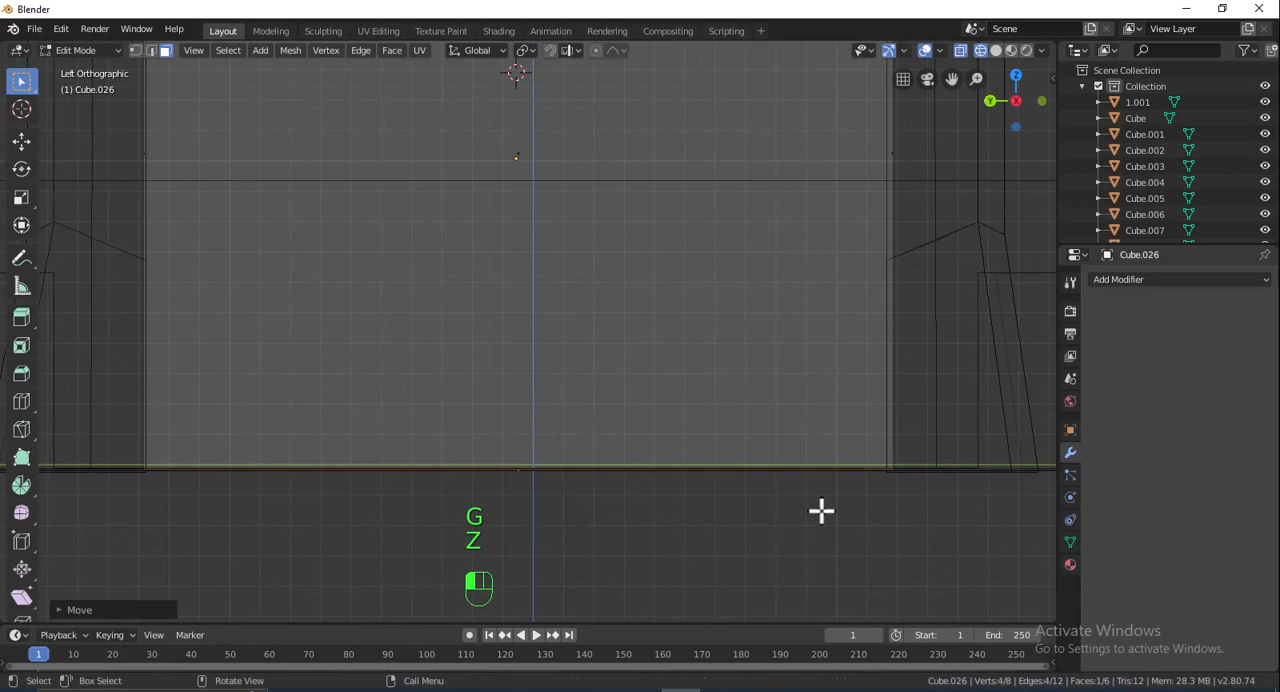 Blender
File Edit Render Window Help
Layout Modeling Sculpting UV Editing Texture Paint Shading Animation Rendering Compositing Scripting +
Scene
View Layer
Edit Mode View Select Add Mesh Vertex Edge Face UV
Global
Left Orthographic
(1) Cube.026
Z
Y
X
Scene Collection
Collection
1.001
Cube
Cube.001
Cube.002
Cube.003
Cube.004
Cube.005
Cube.006
Cube.007
Cube.026
Add Modifier
G
Z
Move
Playback Keying View Marker
1 Start: 1 End: 250
1 10 20 30 40 50 60 70 80 90 100 110 120 130 140 150 160 170 180 190 200 210 220 230 240 250
Activate Windows
Go to Settings to activate Windows.
Select Box Select Rotate View Call Menu
Cube.026 | Verts:4/8 | Edges:4/12 | Faces:1/6 | Tris:12 | Mem: 28.3 MB | v2.80.74